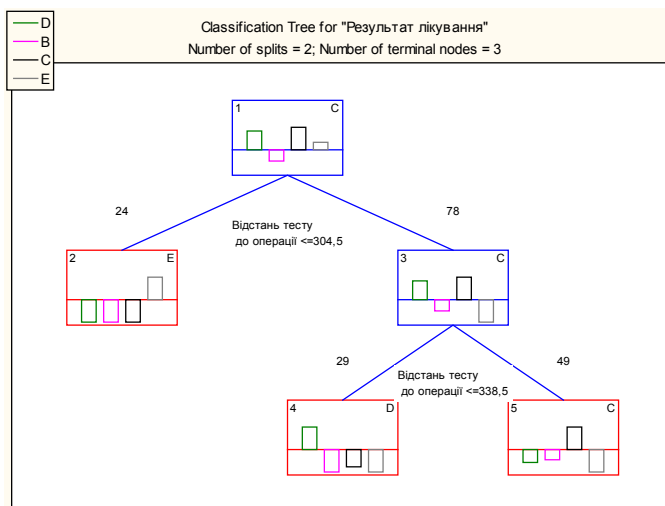 D
B
C
E
Classification Tree for "Результат лікування"
Number of splits = 2; Number of terminal nodes = 3
1 C
24
78
Відстань тесту
до операції <=304,5
2 E
3 C
29
49
Відстань тесту
до операції <=338,5
4 D
5 C